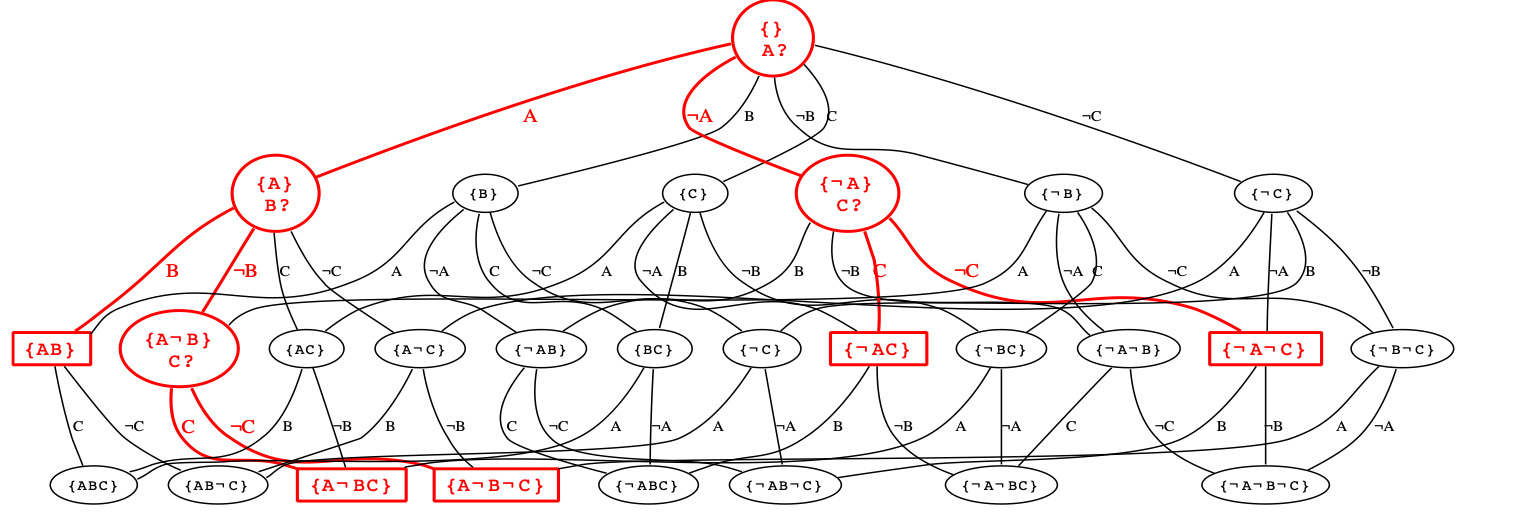 {}
A?
A
¬A
B
¬B
C
¬C
{A}
B?
{B}
{C}
{¬A}
C?
{¬B}
{¬C}
B
¬B
C
¬C
A
¬A
C
¬C
A
¬A
B
¬B
B
¬B
C
¬C
A
¬A
C
¬C
A
¬A
B
¬B
{AB}
{A¬B}
C?
{AC}
{A¬C}
{¬AB}
{BC}
{¬C}
{¬AC}
{¬BC}
{¬A¬B}
{¬A¬C}
{¬B¬C}
C
¬C
C
¬C
B
¬B
B
¬B
C
¬C
A
¬A
A
¬A
B
¬B
A
¬A
C
¬C
B
¬B
A
¬A
{ABC}
{AB¬C}
{A¬BC}
{A¬B¬C}
{¬ABC}
{¬AB¬C}
{¬A¬BC}
{¬A¬B¬C}